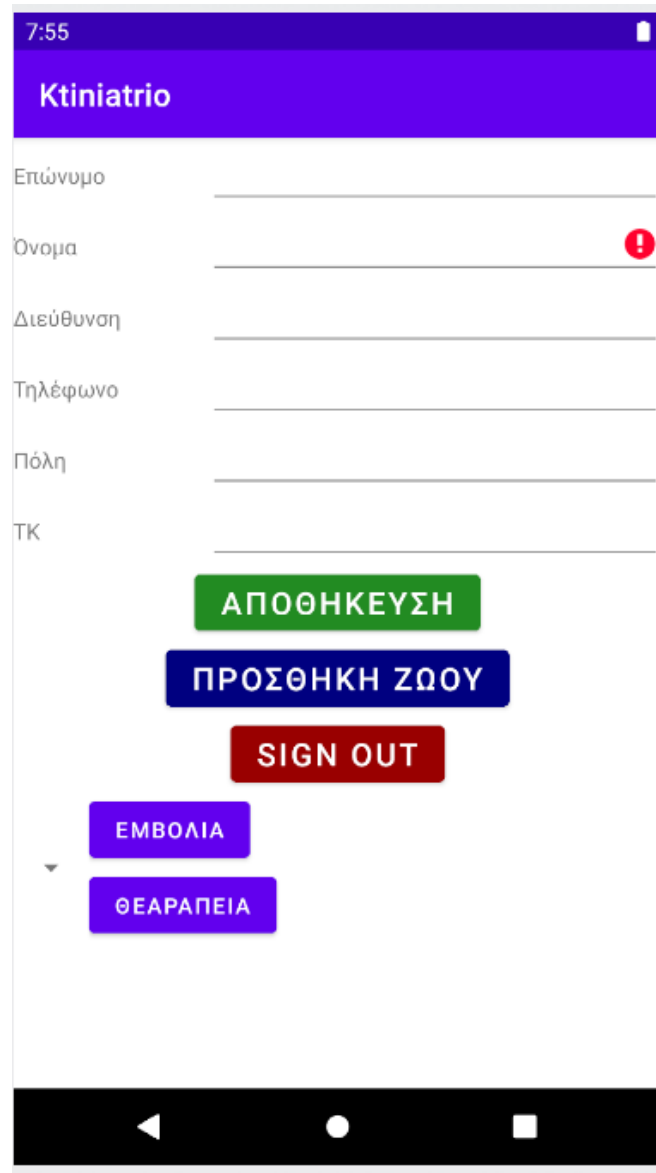 7:55
Ktiniatrio
Επώνυμο
Όνομα
Διεύθυνση
Τηλέφωνο
Πόλη
ΤΚ
ΑΠΟΘΗΚΕΥΣΗ
ΠΡΟΣΘΗΚΗ ΖΩΟΥ
SIGN OUT
ΕΜΒΟΛΙΑ
ΘΕΑΡΑΠΕΙΑ